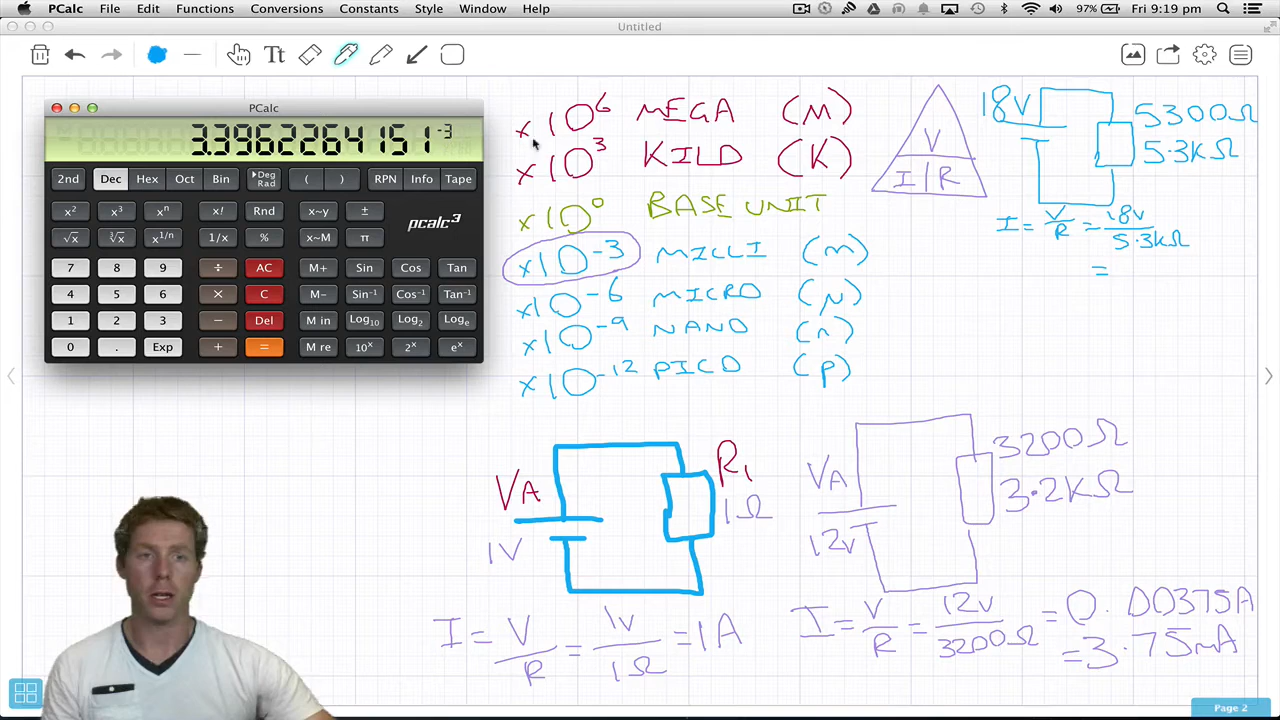 PCalc File Edit Functions Conversions Constants Style Window Help 97% Fri 9:19 pm
Untitled
Tt
PCalc
3.3962264151 -3
2nd Dec Hex Oct Bin ▸Deg Rad ( ) RPN Info Tape
x² x³ xⁿ x! Rnd x~y ± pcalc³
√x ∛x x^1/n 1/x % x~M π
7 8 9 ÷ AC M+ Sin Cos Tan
4 5 6 × C M- Sin⁻¹ Cos⁻¹ Tan⁻¹
1 2 3 − Del M in Log₁₀ Log₂ Logₑ
0 . Exp + = M re 10ˣ 2ˣ eˣ
×10⁶ MEGA (M)
×10³ KILO (K)
×10⁰ BASE UNIT
×10⁻³ MILLI (m)
×10⁻⁶ MICRO (μ)
×10⁻⁹ NANO (n)
×10⁻¹² PICO (p)
V
I | R
18V
5300Ω
5.3KΩ
I = V/R = 18v/5.3KΩ
=
VA
1V
R1
1Ω
I = V/R = 1v/1Ω = 1A
VA
12v
3200Ω
3.2KΩ
I = V/R = 12v/3200Ω = 0.00375A
= 3.75mA
Page 2